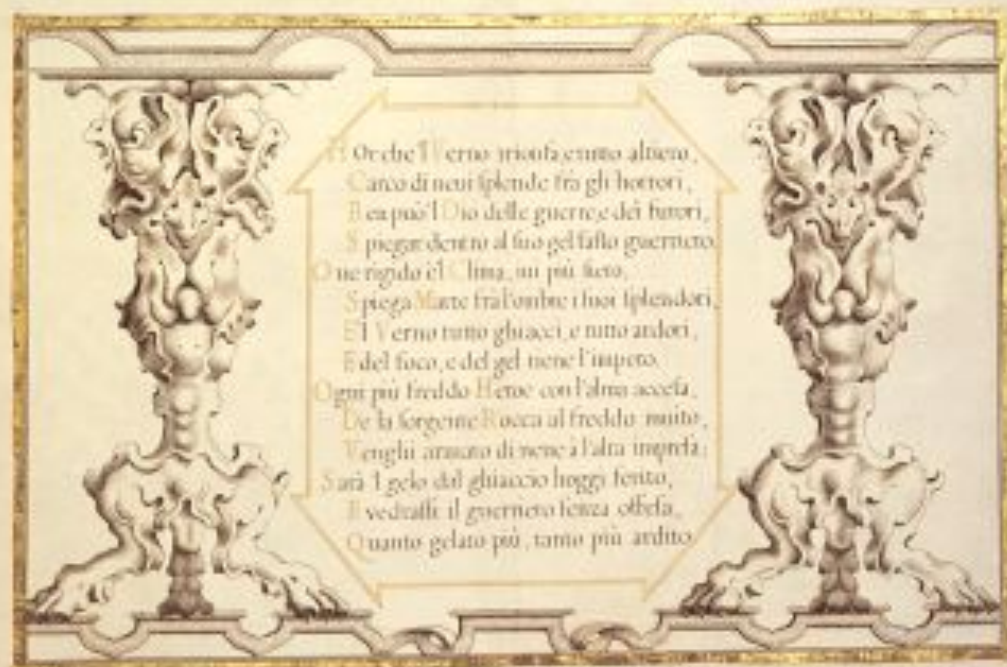 Or che'l Verno trionfa, e tutto altiero,
Carco di neui splende fra gli horrori,
Ben può'l Dio delle guerre, e dei furori,
Spiegar dentro al suo gel fasto guerriero.
Oue rigido è'l Clima, iui più fiero,
Spiega Marte fra l'ombre i suoi splendori,
E'l Verno tutto ghiacci, e tutto ardori,
E del foco, e del gel tiene l'impero.
Ogni più freddo Heroe con l'alma accesa,
De la sorgente Rocca al freddo inuito,
Venghi armato di neue à l'alta impresa;
Sarà'l gelo dal ghiaccio hoggi ferito,
E vedrassi il guerriero senza offesa,
Quanto gelato più, tanto più ardito.